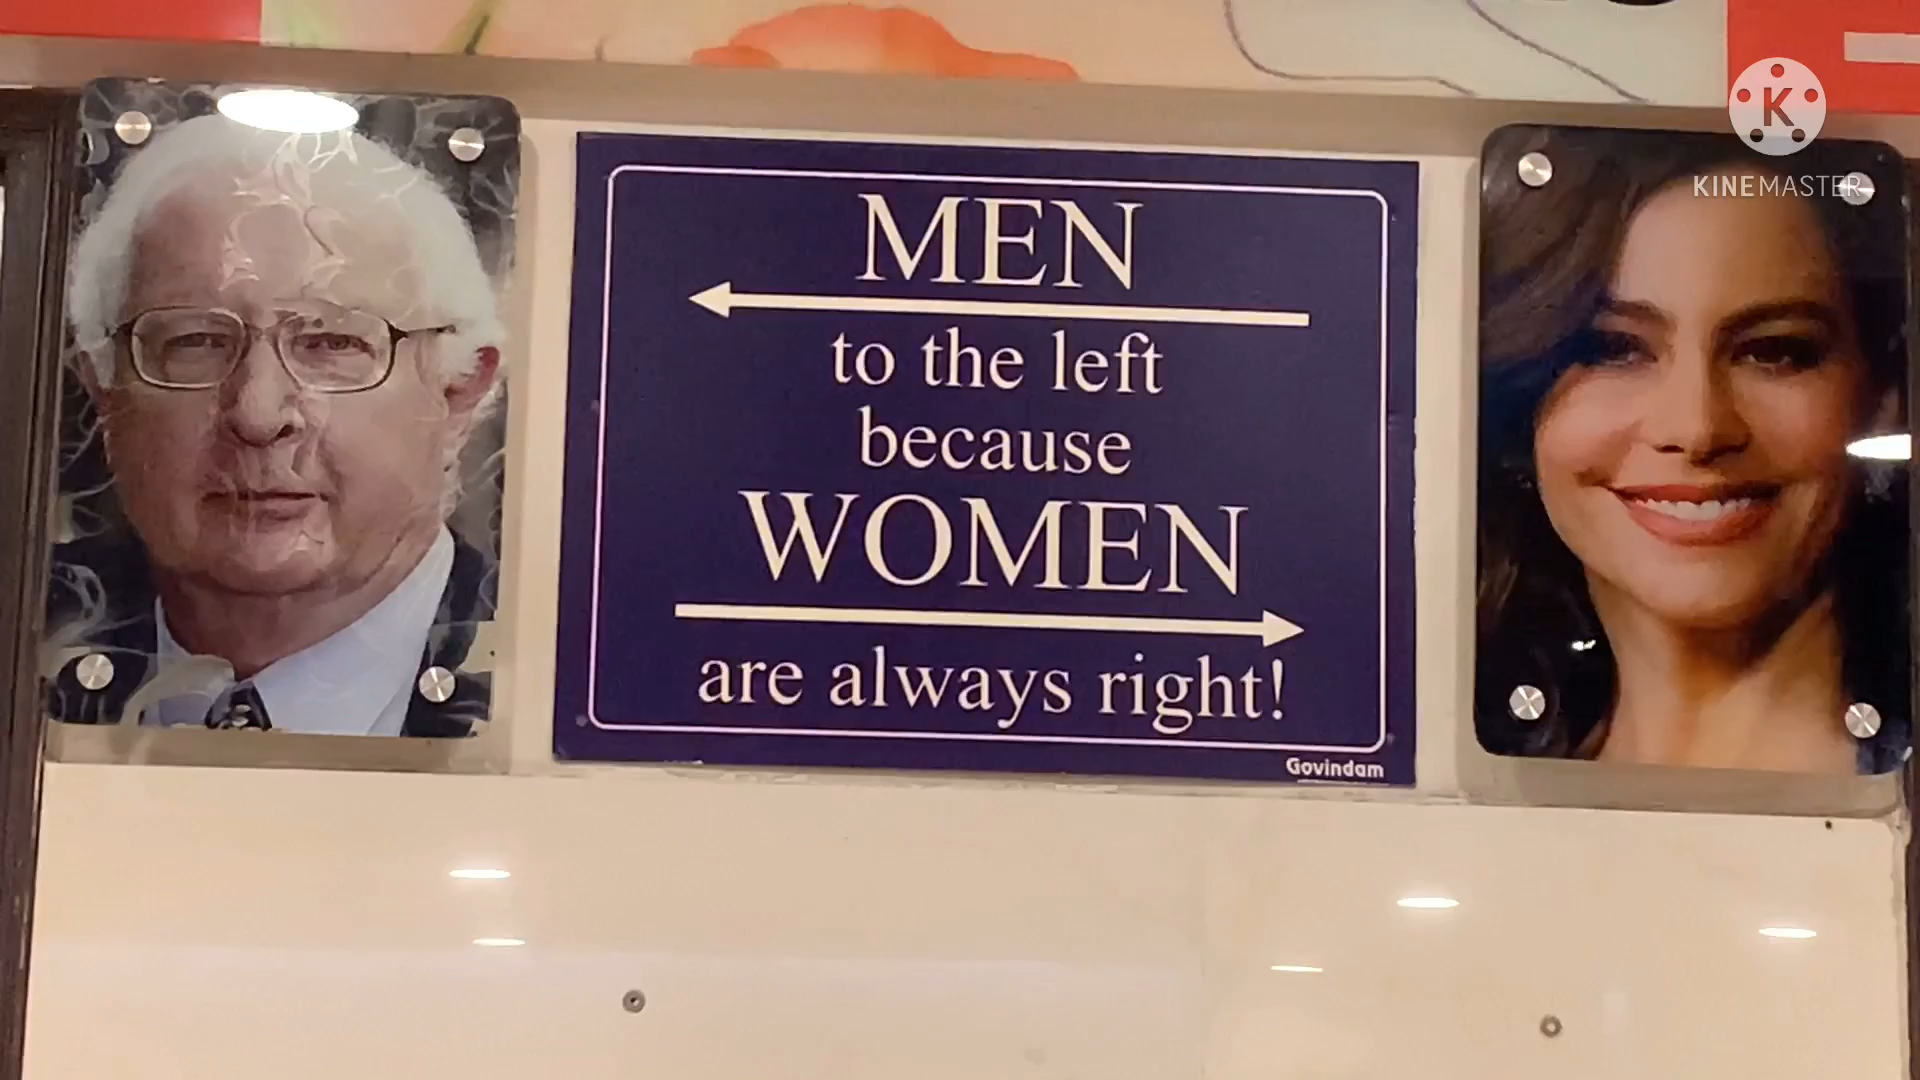 K
KINEMASTER
MEN
to the left
because
WOMEN
are always right!
Govindam